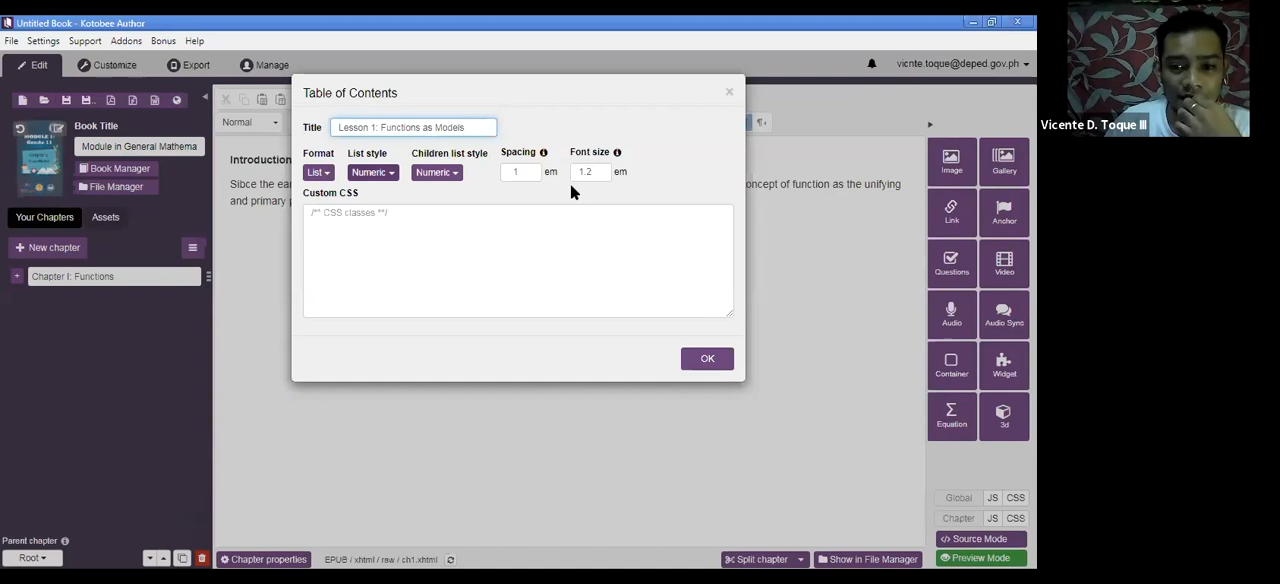 Untitled Book - Kotobee Author
File Settings Support Addons Bonus Help
Edit Customize Export Manage
vicnte.toque@deped.gov.ph
Book Title
Module in General Mathema
Book Manager
File Manager
Your Chapters Assets
New chapter
Chapter I: Functions
Parent chapter
Root
Normal
Introduction
Sibce the ea
and primary p
oncept of function as the unifying
Table of Contents
Title Lesson 1: Functions as Models
Format List style Children list style Spacing Font size
List Numeric Numeric 1 em 1.2 em
Custom CSS
/** CSS classes **/
OK
Image Gallery
Link Anchor
Questions Video
Audio Audio Sync
Container Widget
Equation 3d
Global JS CSS
Chapter JS CSS
</> Source Mode
Preview Mode
Chapter properties EPUB / xhtml / raw / ch1.xhtml Split chapter Show in File Manager
Vicente D. Toque III